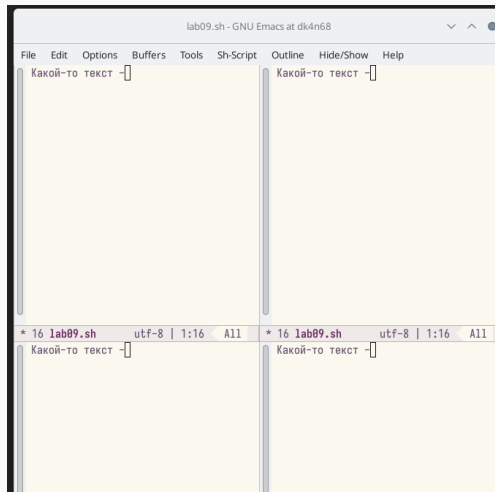 lab09.sh - GNU Emacs at dk4n68
File Edit Options Buffers Tools Sh-Script Outline Hide/Show Help
Какой-то текст -
Какой-то текст -
* 16 lab09.sh utf-8 | 1:16 All
* 16 lab09.sh utf-8 | 1:16 All
Какой-то текст -
Какой-то текст -